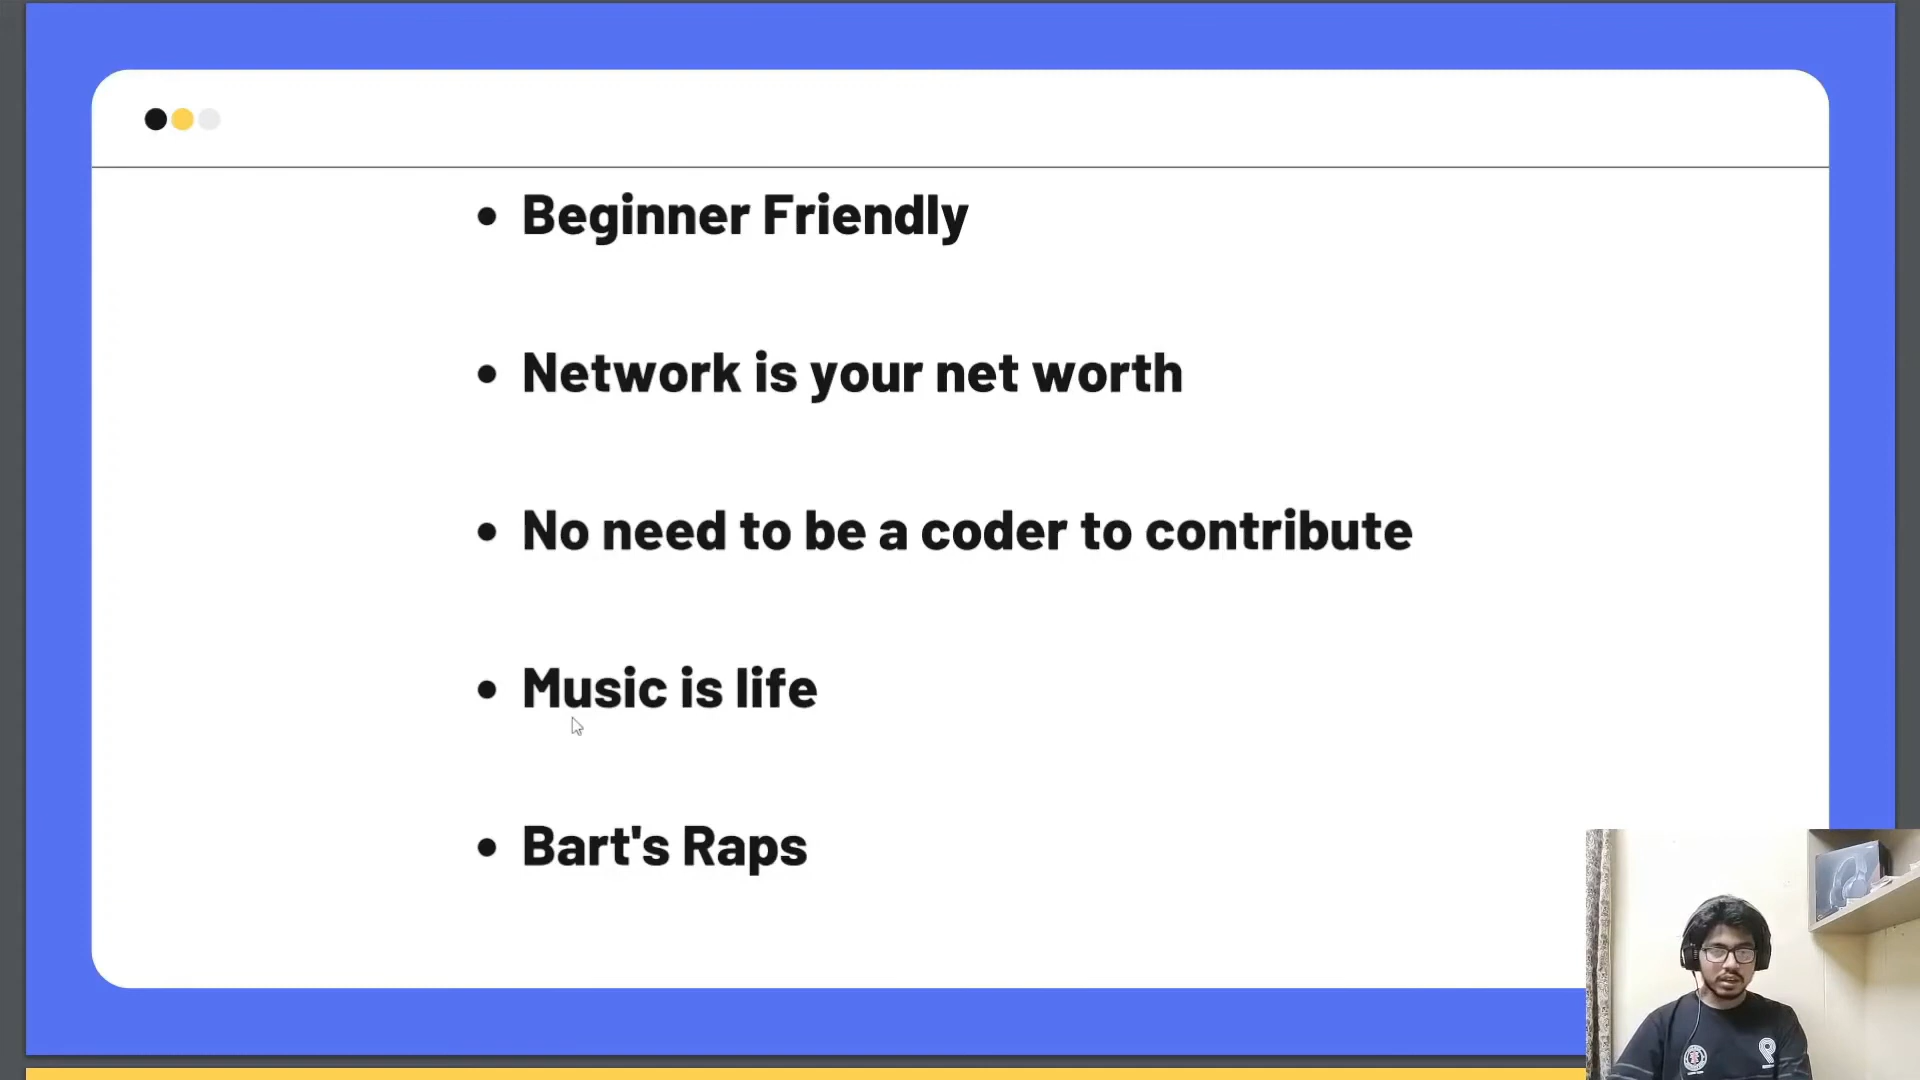 Beginner Friendly
Network is your net worth
No need to be a coder to contribute
Music is life
Bart's Raps